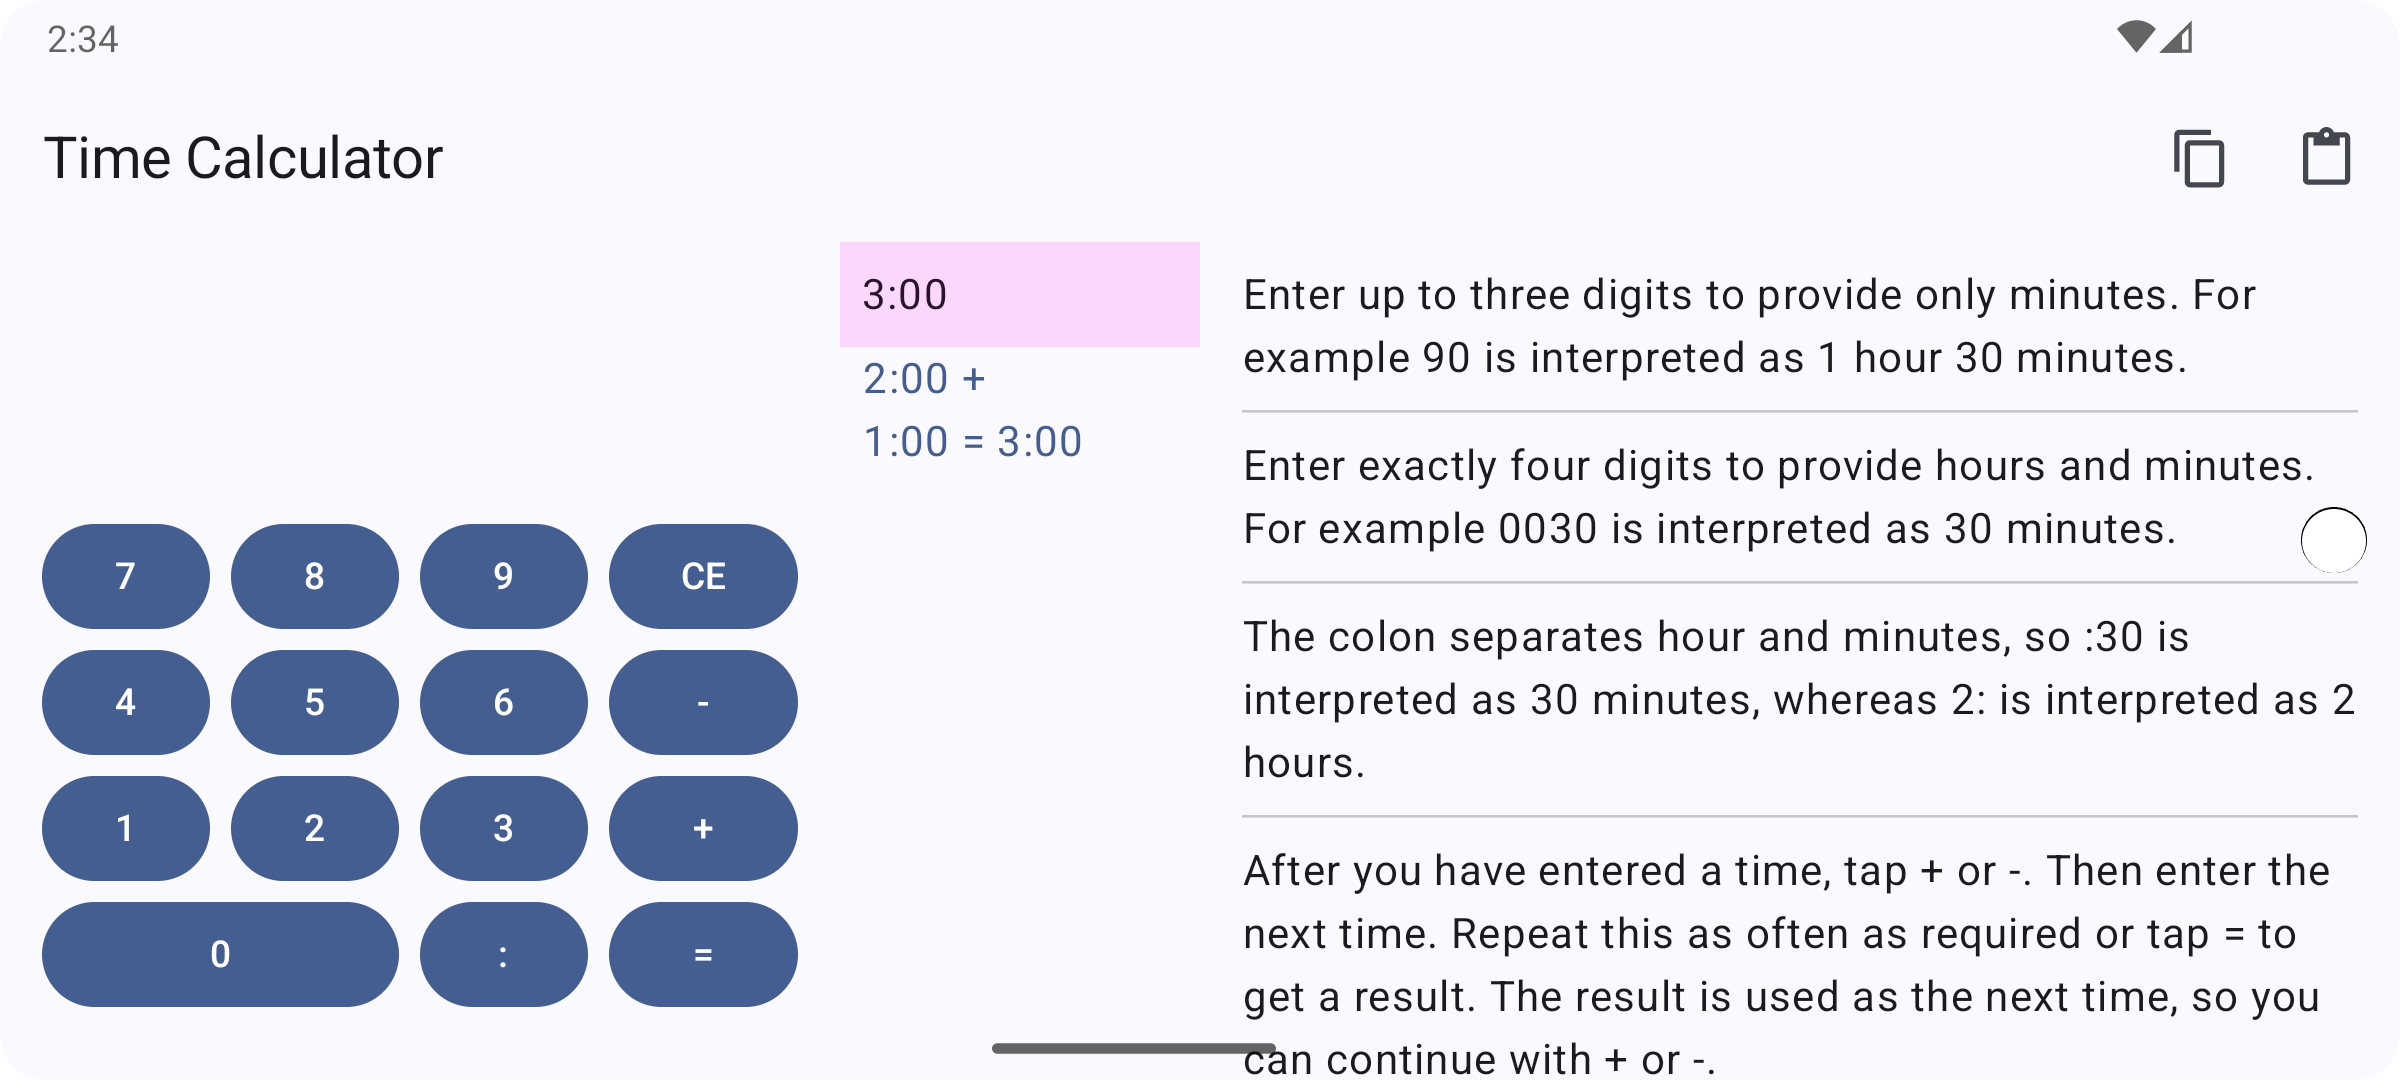 2:34
Time Calculator
3:00
2:00 +
1:00 = 3:00
7 8 9 CE
4 5 6 -
1 2 3 +
0 : =
Enter up to three digits to provide only minutes. For
example 90 is interpreted as 1 hour 30 minutes.
Enter exactly four digits to provide hours and minutes.
For example 0030 is interpreted as 30 minutes.
The colon separates hour and minutes, so :30 is
interpreted as 30 minutes, whereas 2: is interpreted as 2
hours.
After you have entered a time, tap + or -. Then enter the
next time. Repeat this as often as required or tap = to
get a result. The result is used as the next time, so you
can continue with + or -.